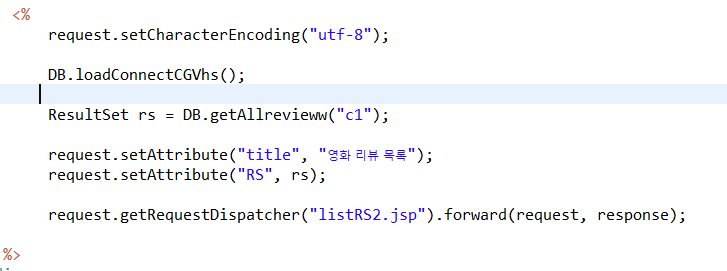 <%
request.setCharacterEncoding("utf-8");
DB.loadConnectCGVhs();
ResultSet rs = DB.getAllrevieww("c1");
request.setAttribute("title", "영화 리뷰 목록");
request.setAttribute("RS", rs);
request.getRequestDispatcher("listRS2.jsp").forward(request, response);
%>